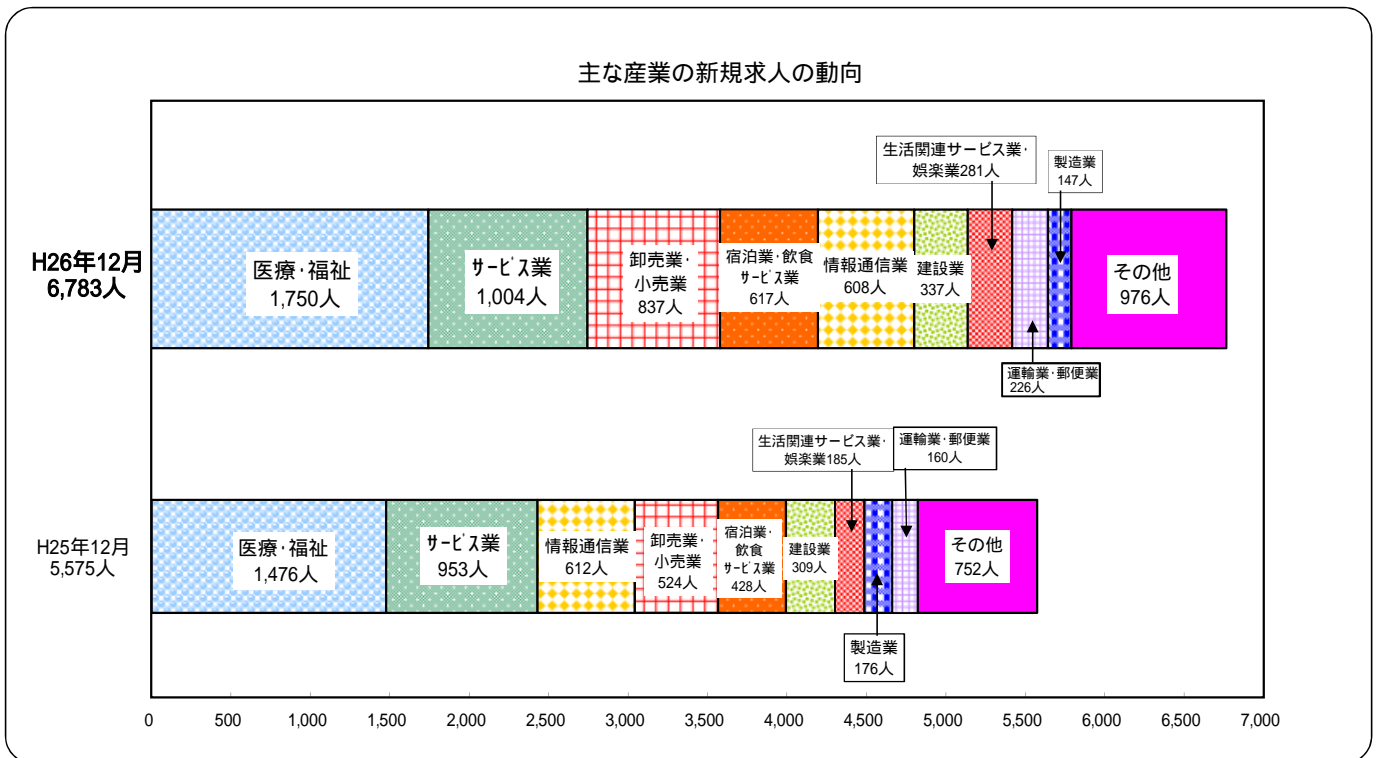 主な産業の新規求人の動向
生活関連サービス業・
娯楽業281人
製造業
147人
H26年12月
6,783人
医療・福祉
1,750人
サービス業
1,004人
卸売業・
小売業
837人
宿泊業・飲食
サービス業
617人
情報通信業
608人
建設業
337人
その他
976人
運輸業・郵便業
226人
生活関連サービス業・
娯楽業185人
運輸業・郵便業
160人
H25年12月
5,575人
医療・福祉
1,476人
サービス業
953人
情報通信業
612人
卸売業・
小売業
524人
宿泊業・
飲食
サービス業
428人
建設業
309人
その他
752人
製造業
176人
0 500 1,000 1,500 2,000 2,500 3,000 3,500 4,000 4,500 5,000 5,500 6,000 6,500 7,000